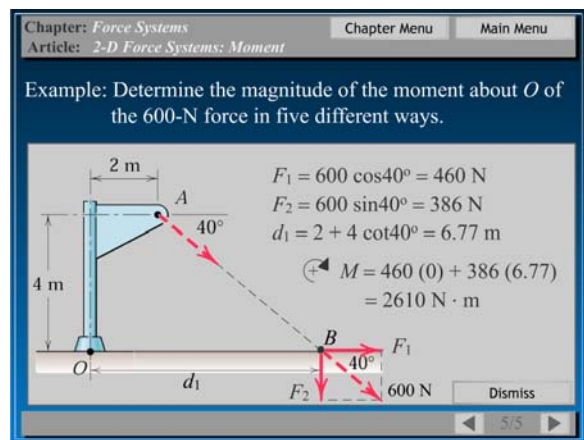 Chapter: Force Systems
Chapter Menu
Main Menu
Article: 2-D Force Systems: Moment
Example: Determine the magnitude of the moment about O of
the 600-N force in five different ways.
2 m
A
40°
4 m
F₁ = 600 cos40° = 460 N
F₂ = 600 sin40° = 386 N
d₁ = 2 + 4 cot40° = 6.77 m
+ M = 460 (0) + 386 (6.77)
= 2610 N · m
B
F₁
40°
O
d₁
F₂
600 N
Dismiss
5/5